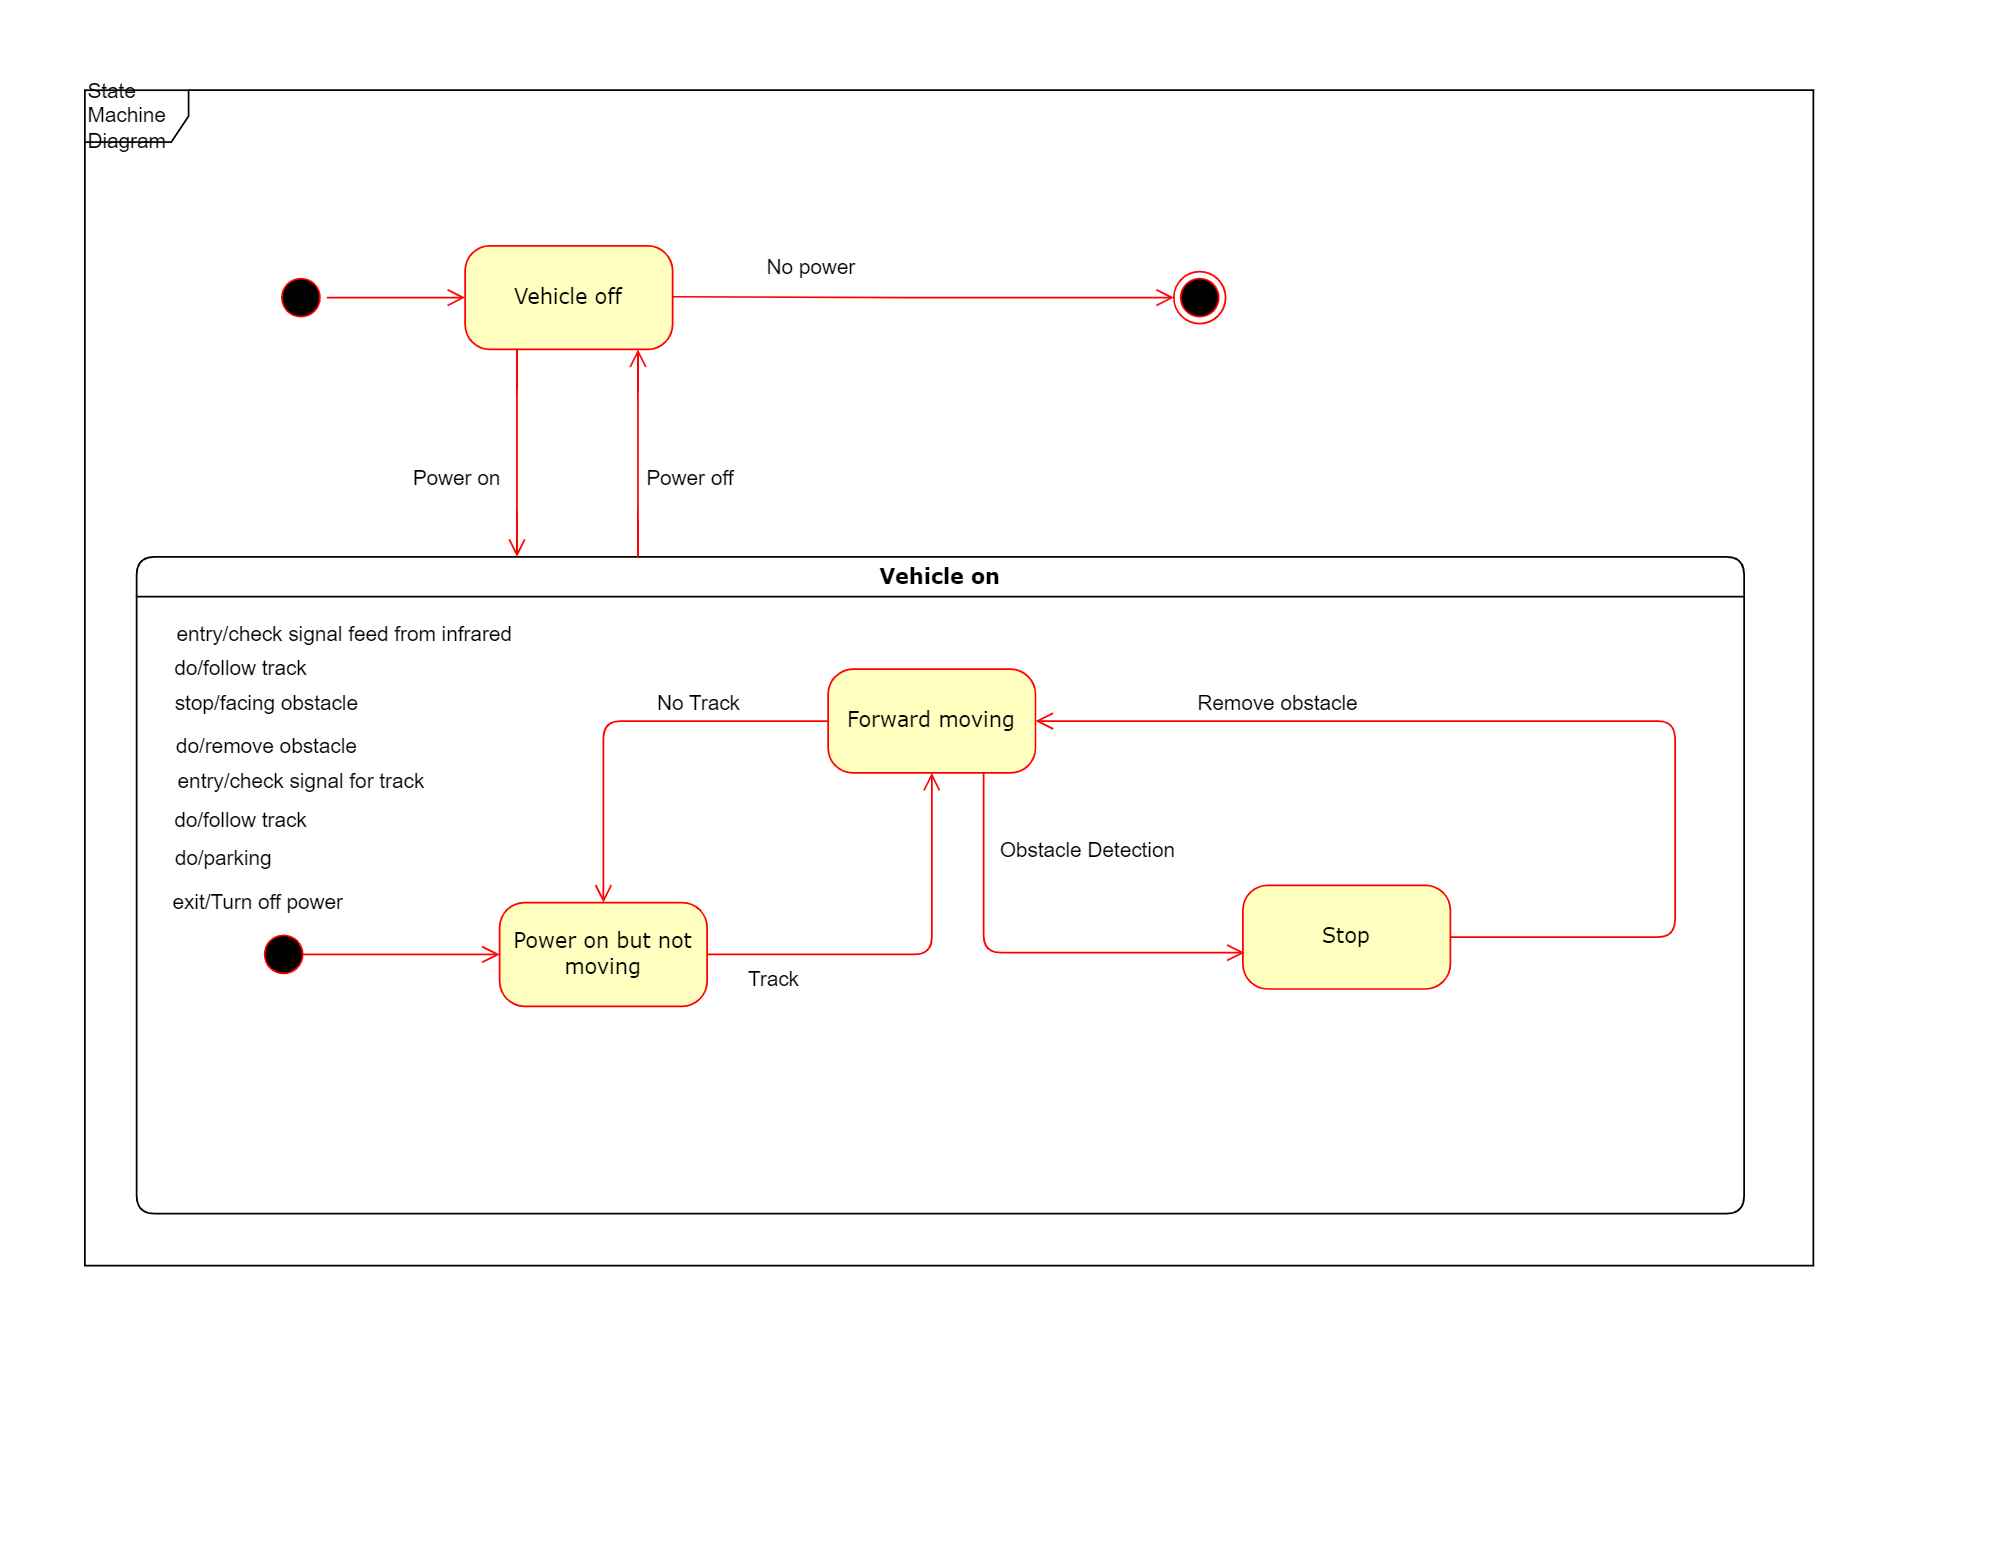 State
Machine
Diagram
No power
Vehicle off
Power on
Power off
Vehicle on
entry/check signal feed from infrared
do/follow track
stop/facing obstacle
do/remove obstacle
entry/check signal for track
do/follow track
do/parking
exit/Turn off power
No Track
Forward moving
Remove obstacle
Obstacle Detection
Power on but not
moving
Track
Stop